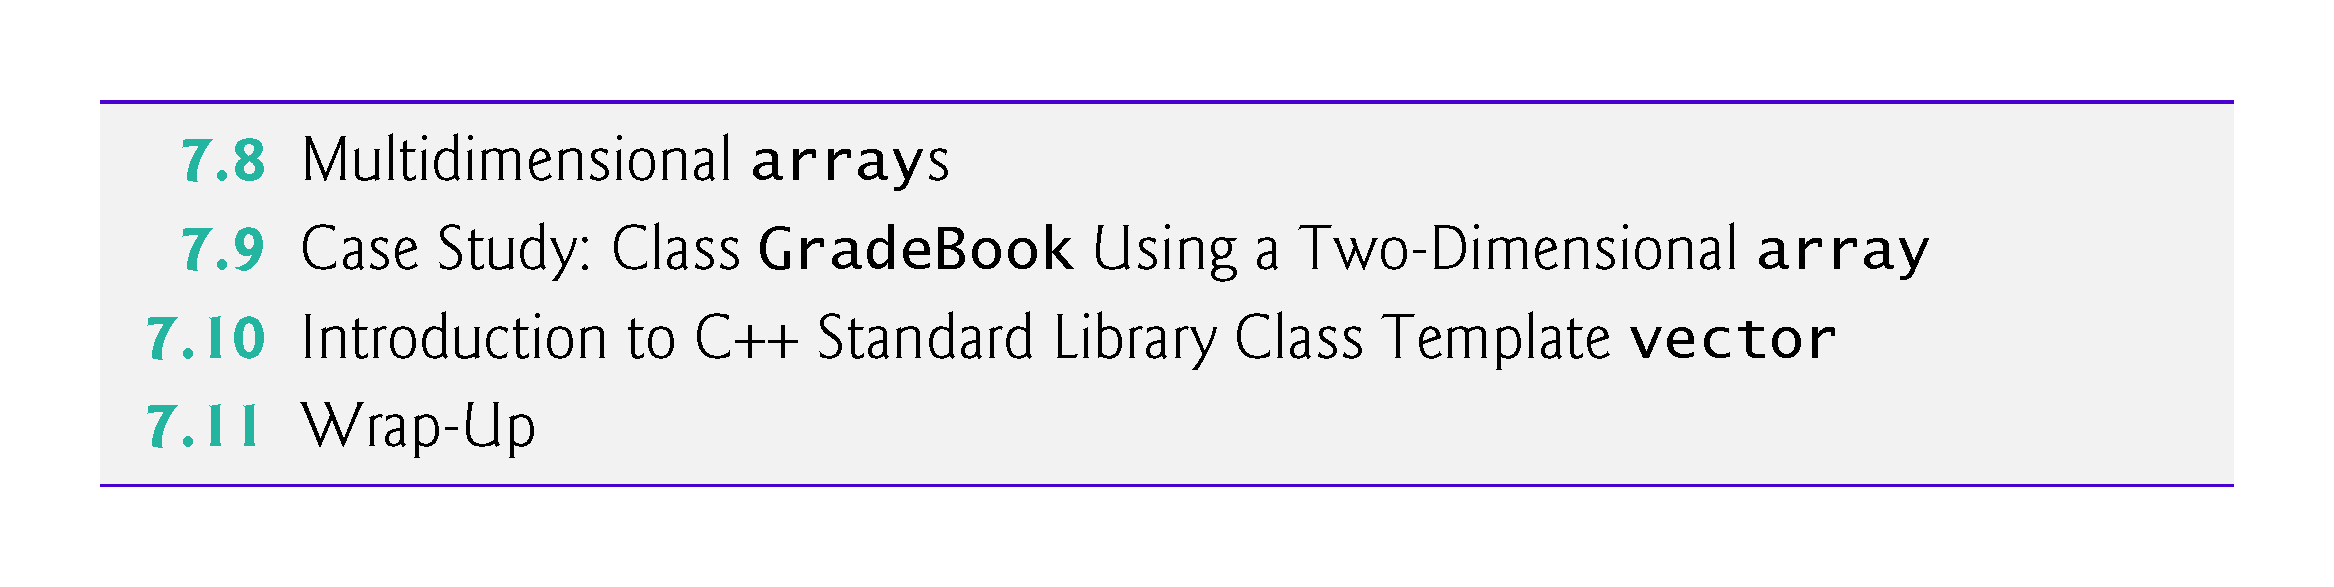 7.8 Multidimensional arrays
7.9 Case Study: Class GradeBook Using a Two-Dimensional array
7.10 Introduction to C++ Standard Library Class Template vector
7.11 Wrap-Up